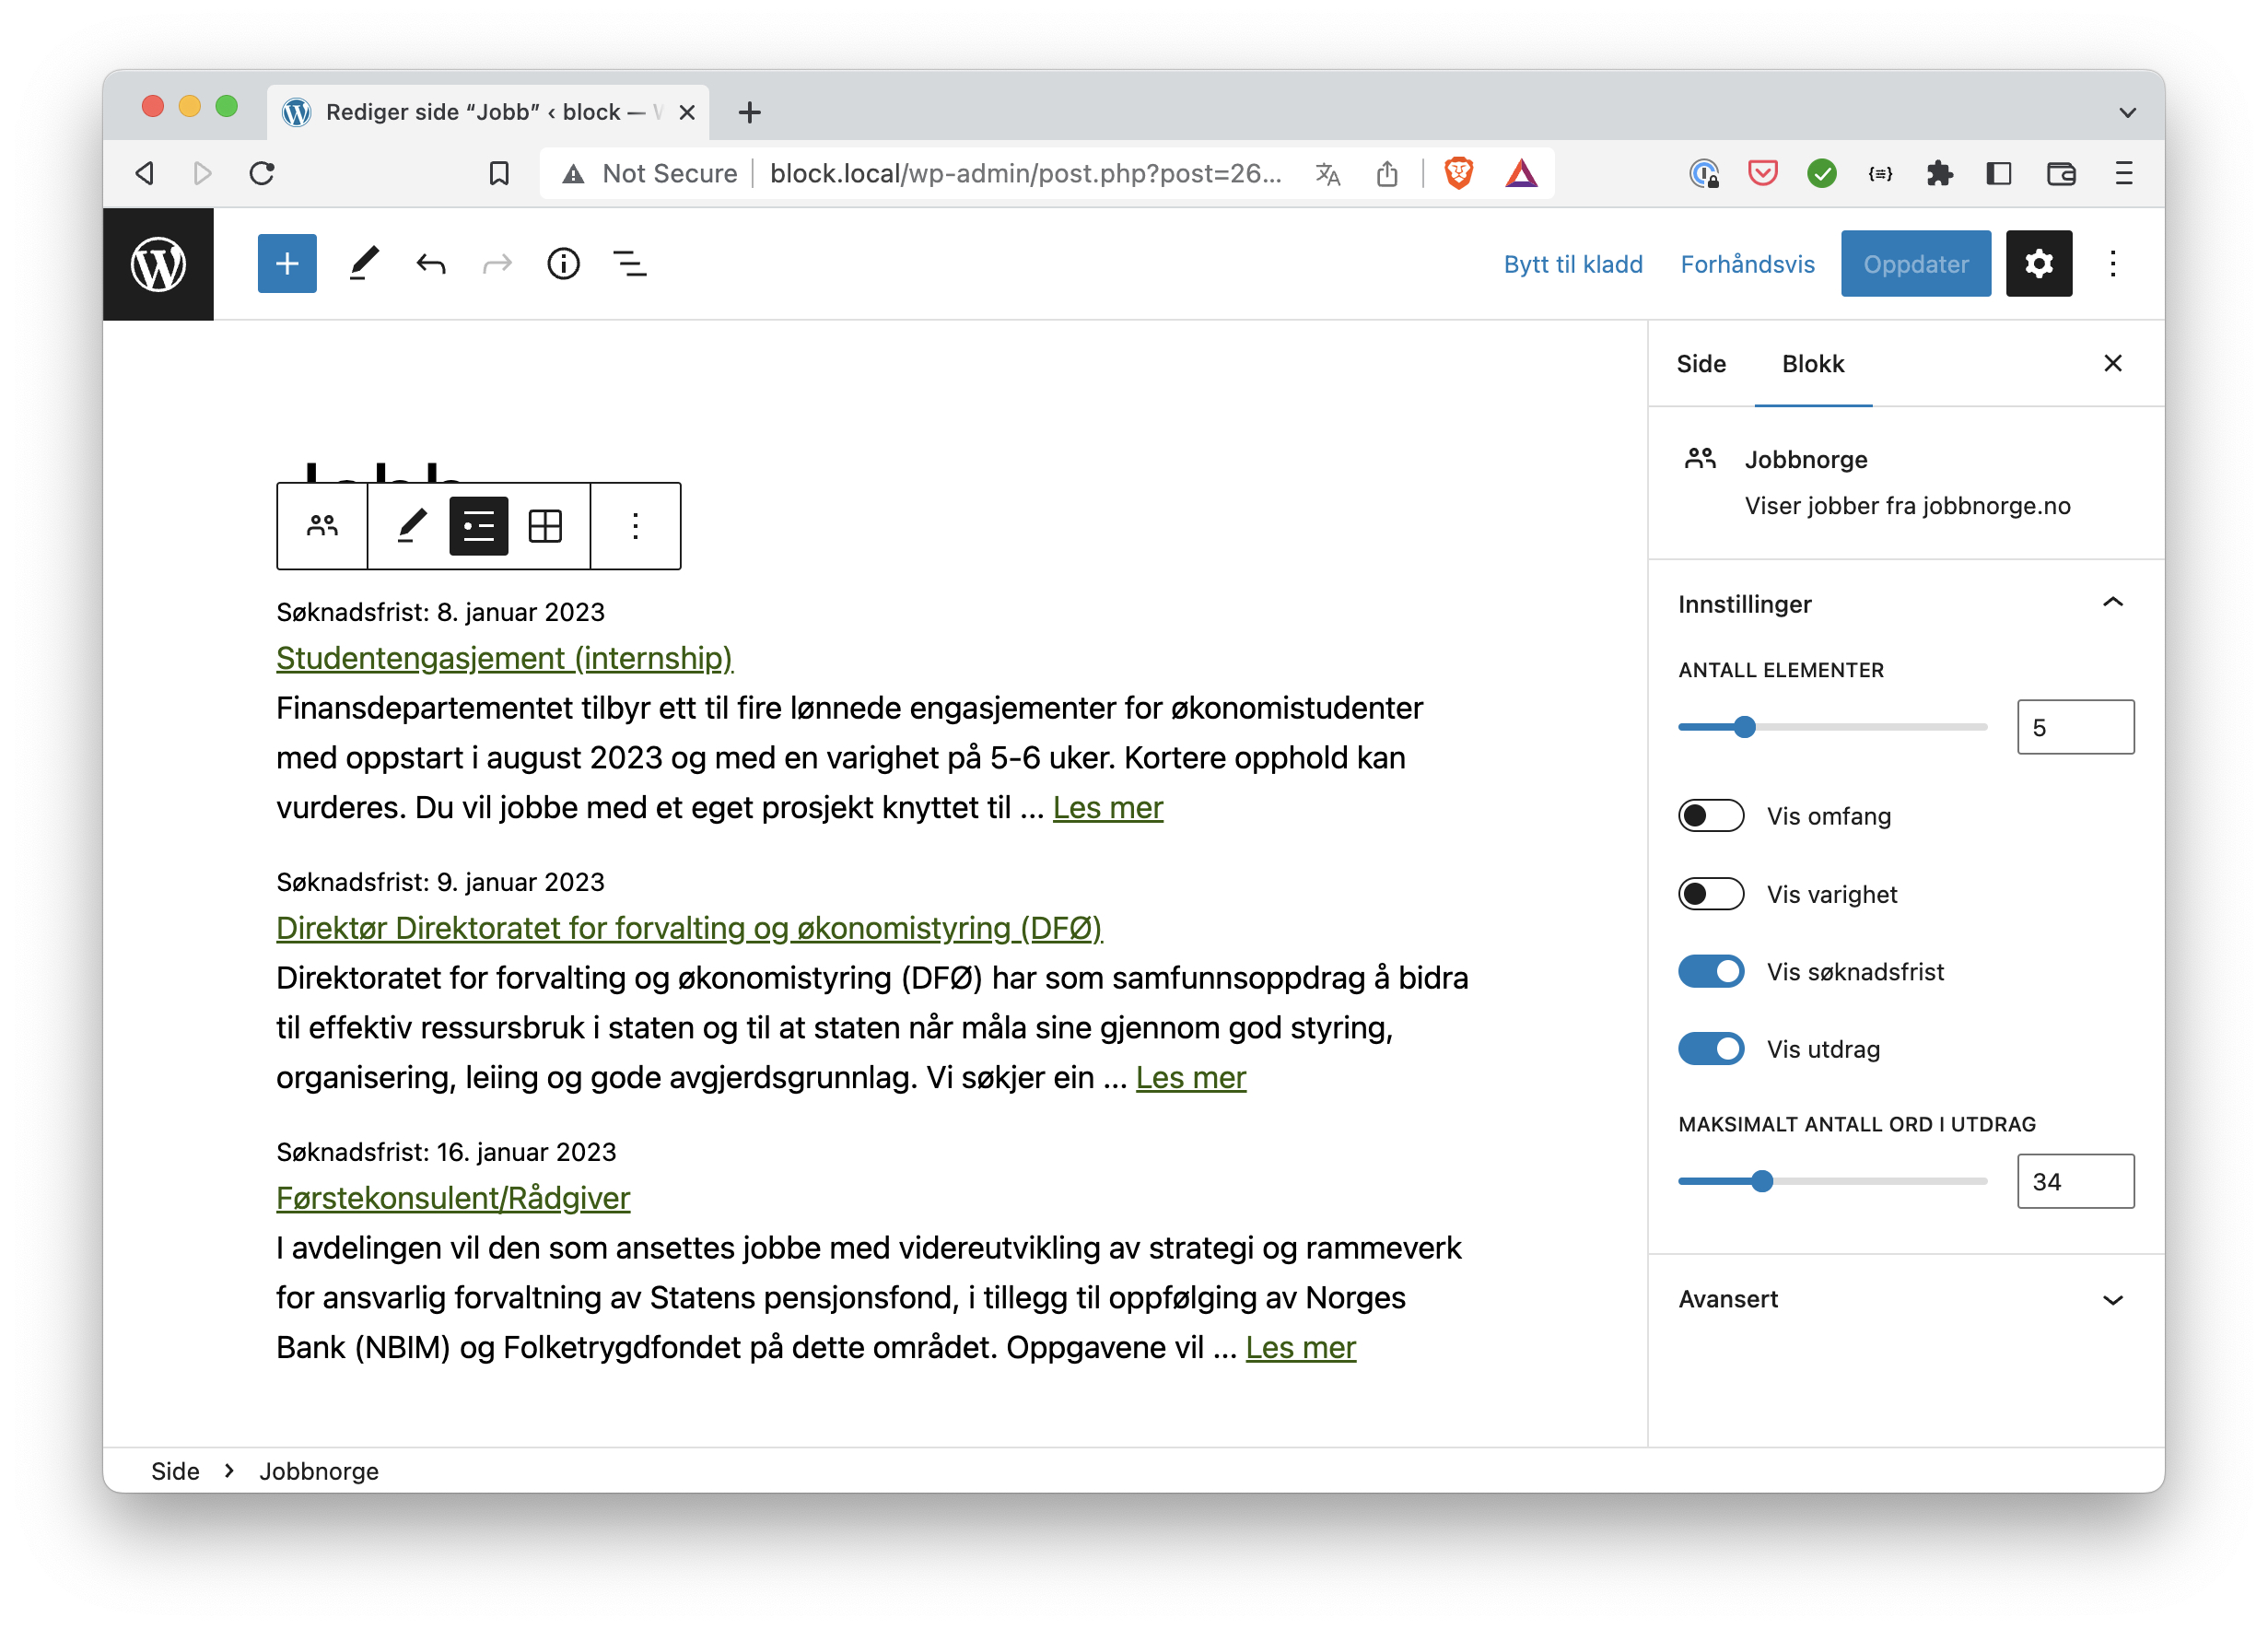 Rediger side “Jobb” ‹ block — W
Not Secure
block.local/wp-admin/post.php?post=26...
Bytt til kladd
Forhåndsvis
Oppdater
Jobb
Søknadsfrist: 8. januar 2023
Studentengasjement (internship)
Finansdepartementet tilbyr ett til fire lønnede engasjementer for økonomistudenter
med oppstart i august 2023 og med en varighet på 5-6 uker. Kortere opphold kan
vurderes. Du vil jobbe med et eget prosjekt knyttet til ... Les mer
Søknadsfrist: 9. januar 2023
Direktør Direktoratet for forvalting og økonomistyring (DFØ)
Direktoratet for forvalting og økonomistyring (DFØ) har som samfunnsoppdrag å bidra
til effektiv ressursbruk i staten og til at staten når måla sine gjennom god styring,
organisering, leiing og gode avgjerdsgrunnlag. Vi søkjer ein ... Les mer
Søknadsfrist: 16. januar 2023
Førstekonsulent/Rådgiver
I avdelingen vil den som ansettes jobbe med videreutvikling av strategi og rammeverk
for ansvarlig forvaltning av Statens pensjonsfond, i tillegg til oppfølging av Norges
Bank (NBIM) og Folketrygdfondet på dette området. Oppgavene vil ... Les mer
Side
Blokk
Jobbnorge
Viser jobber fra jobbnorge.no
Innstillinger
ANTALL ELEMENTER
5
Vis omfang
Vis varighet
Vis søknadsfrist
Vis utdrag
MAKSIMALT ANTALL ORD I UTDRAG
34
Avansert
Side › Jobbnorge